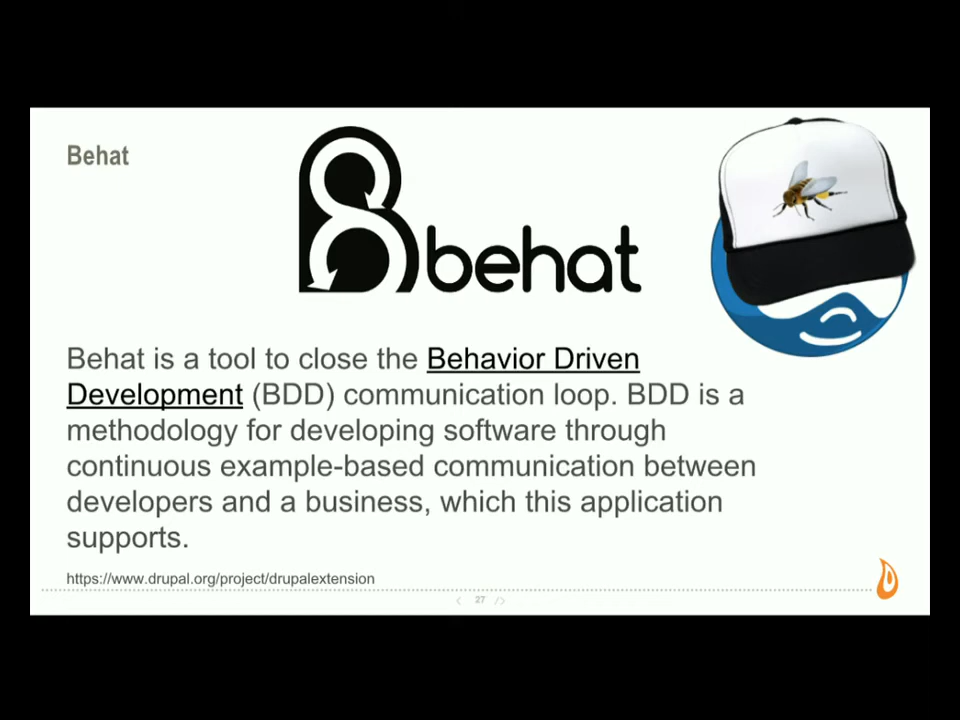 Behat
behat
Behat is a tool to close the Behavior Driven
Development (BDD) communication loop. BDD is a
methodology for developing software through
continuous example-based communication between
developers and a business, which this application
supports.
https://www.drupal.org/project/drupalextension
< 27 />